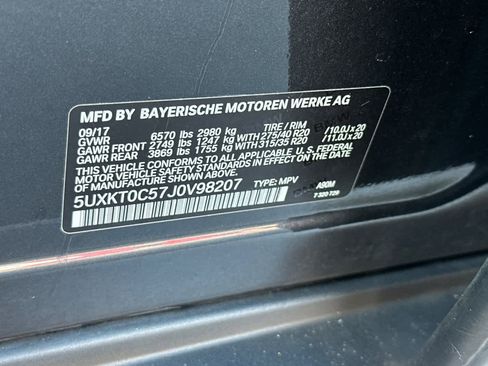 MFD BY BAYERISCHE MOTOREN WERKE AG
09/17 TIRE / RIM
GVWR 6570 lbs 2980 kg
GAWR FRONT 2749 lbs 1247 kg WITH 275/40 R20 /10.0J x 20
GAWR REAR 3869 lbs 1755 kg WITH 315/35 R20 /11.0J x 20
THIS VEHICLE CONFORMS TO ALL APPLICABLE U.S. FEDERAL
MOTOR VEHICLE SAFETY STANDARDS IN EFFECT ON THE
DATE OF MANUFACTURE SHOWN ABOVE.
5UXKT0C57J0V98207 TYPE: MPV
A90M